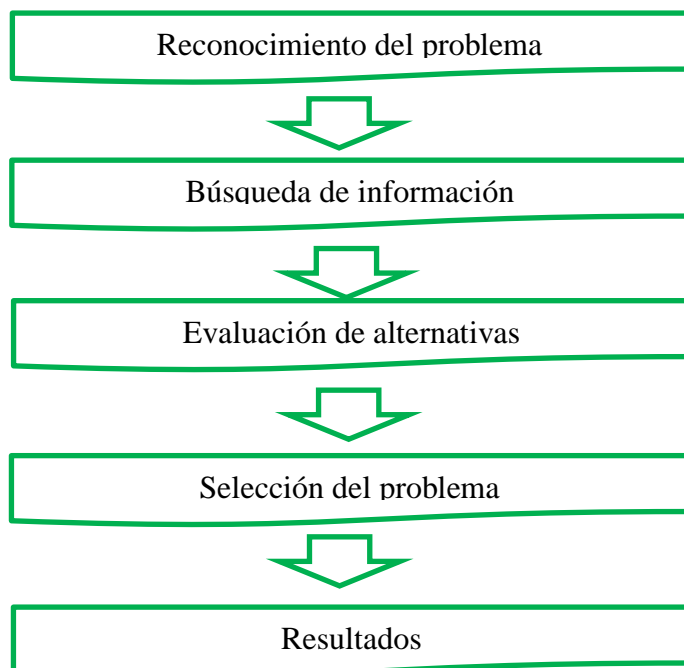 Reconocimiento del problema
Búsqueda de información
Evaluación de alternativas
Selección del problema
Resultados